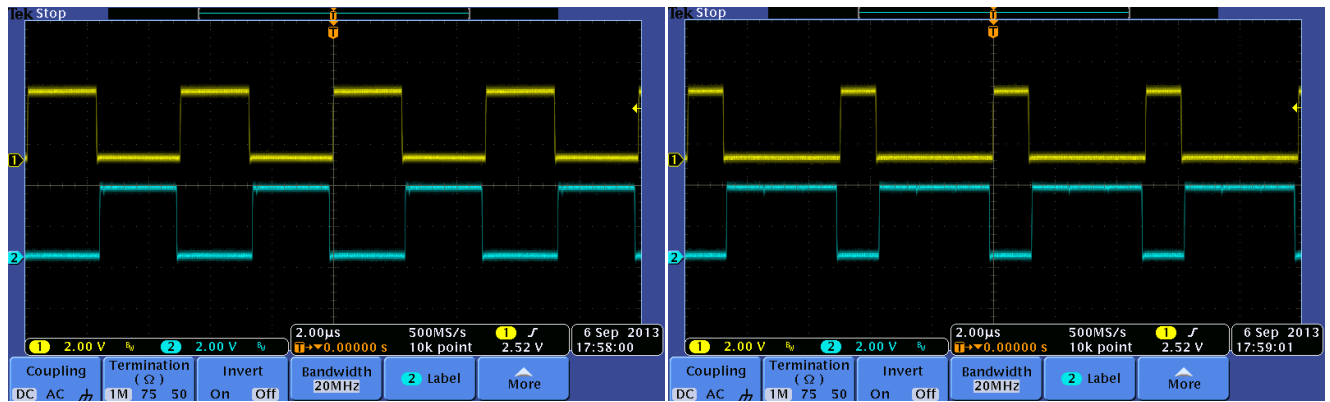 Tek Stop
T
T
1
2
2.00µs 500MS/s 1
T→▼0.00000 s 10k point 2.52 V
6 Sep 2013
17:58:00
1 2.00 V BW 2 2.00 V BW
Coupling
DC AC
Termination
(Ω)
1M 75 50
Invert
On Off
Bandwidth
20MHz
2 Label
More
Tek Stop
T
T
1
2
2.00µs 500MS/s 1
T→▼0.00000 s 10k point 2.52 V
6 Sep 2013
17:59:01
1 2.00 V BW 2 2.00 V BW
Coupling
DC AC
Termination
(Ω)
1M 75 50
Invert
On Off
Bandwidth
20MHz
2 Label
More